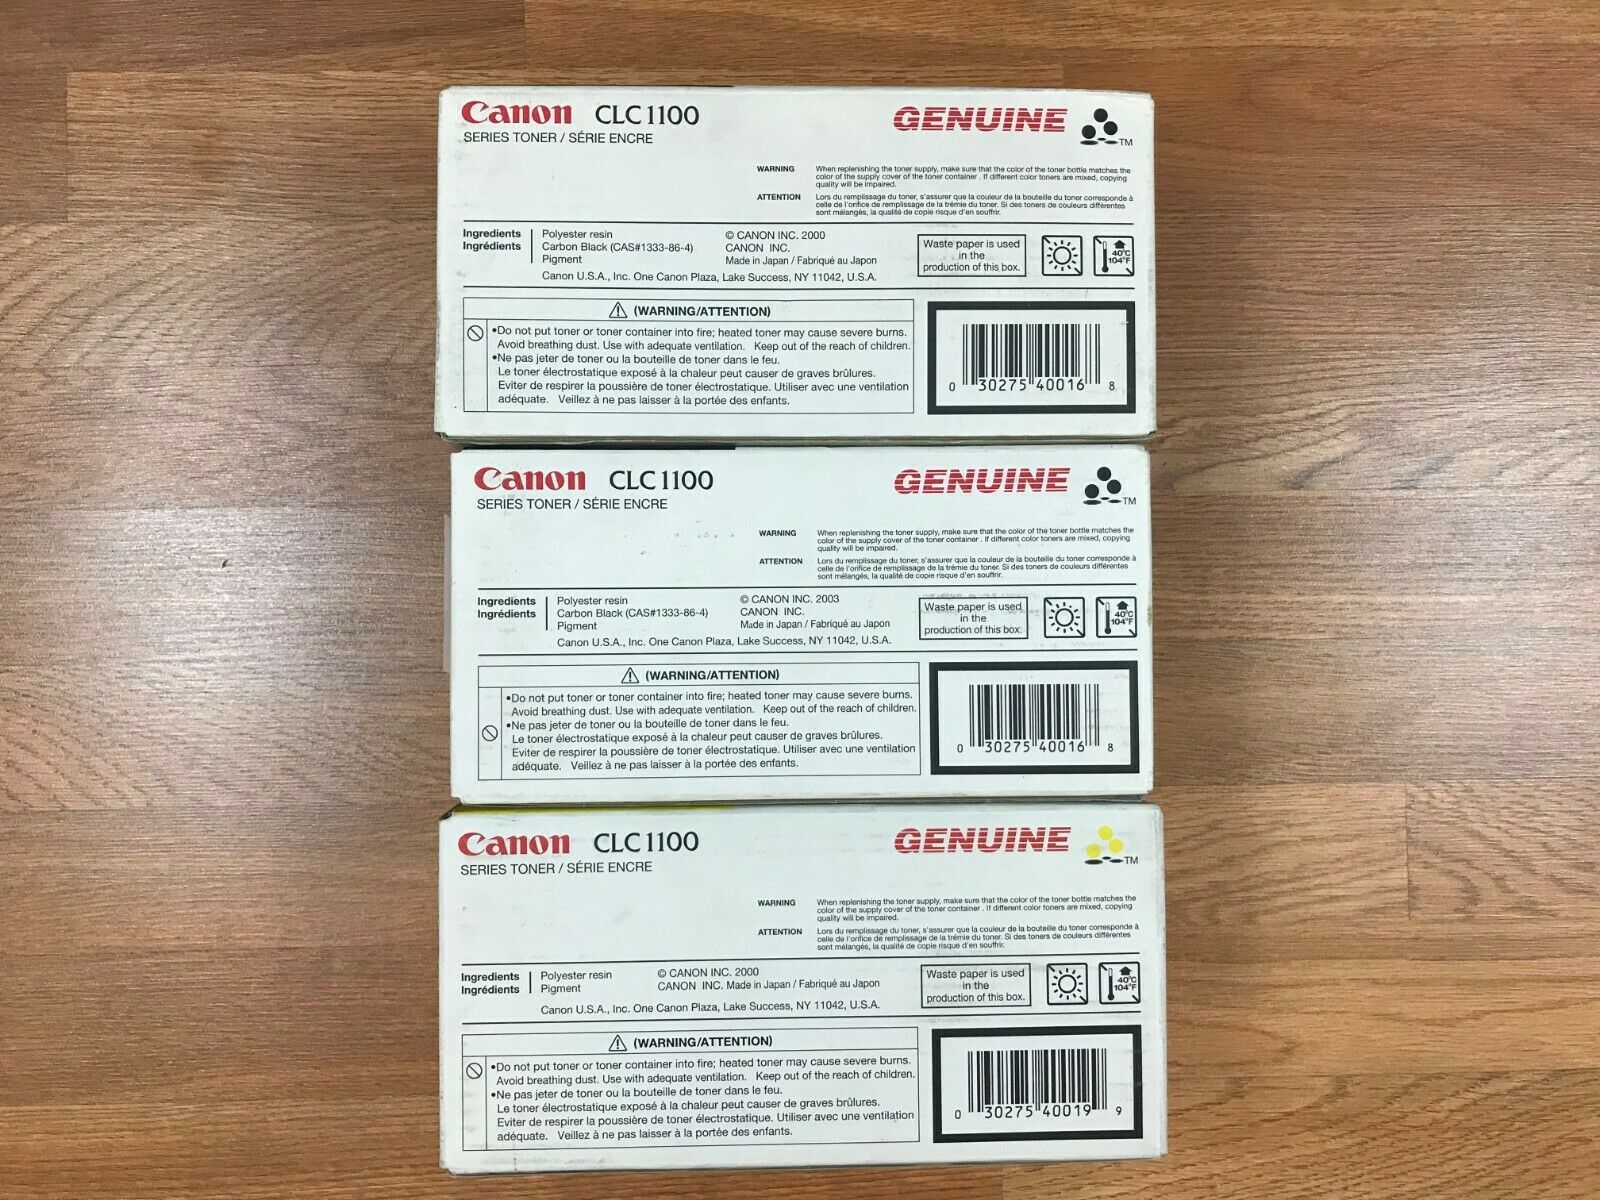 Canon CLC1100 GENUINE TM
SERIES TONER / SÉRIE ENCRE
WARNING When replenishing the toner supply, make sure that the color of the toner bottle matches the
color of the supply cover of the toner container . If different color toners are mixed, copying
quality will be impaired.
ATTENTION Lors du remplissage du toner, s'assurer que la couleur de la bouteille du toner corresponde à
celle de l'orifice de remplissage de la trémie du toner. Si des toners de couleurs différentes
sont mélangés, la qualité de copie risque d'en souffrir.
Ingredients Polyester resin © CANON INC. 2000
Ingrédients Carbon Black (CAS#1333-86-4) CANON INC.
Pigment Made in Japan / Fabriqué au Japon
Canon U.S.A., Inc. One Canon Plaza, Lake Success, NY 11042, U.S.A.
Waste paper is used
in the
production of this box.
40°C
104°F
(WARNING/ATTENTION)
•Do not put toner or toner container into fire; heated toner may cause severe burns.
Avoid breathing dust. Use with adequate ventilation. Keep out of the reach of children.
•Ne pas jeter de toner ou la bouteille de toner dans le feu.
Le toner électrostatique exposé à la chaleur peut causer de graves brûlures.
Eviter de respirer la poussière de toner électrostatique. Utiliser avec une ventilation
adéquate. Veillez à ne pas laisser à la portée des enfants.
0 30275 40016 8
Canon CLC1100 GENUINE TM
SERIES TONER / SÉRIE ENCRE
WARNING When replenishing the toner supply, make sure that the color of the toner bottle matches the
color of the supply cover of the toner container . If different color toners are mixed, copying
quality will be impaired.
ATTENTION Lors du remplissage du toner, s'assurer que la couleur de la bouteille du toner corresponde à
celle de l'orifice de remplissage de la trémie du toner. Si des toners de couleurs différentes
sont mélangés, la qualité de copie risque d'en souffrir.
Ingredients Polyester resin © CANON INC. 2003
Ingrédients Carbon Black (CAS#1333-86-4) CANON INC.
Pigment Made in Japan / Fabriqué au Japon
Canon U.S.A., Inc. One Canon Plaza, Lake Success, NY 11042, U.S.A.
Waste paper is used
in the
production of this box.
40°C
104°F
(WARNING/ATTENTION)
•Do not put toner or toner container into fire; heated toner may cause severe burns.
Avoid breathing dust. Use with adequate ventilation. Keep out of the reach of children.
•Ne pas jeter de toner ou la bouteille de toner dans le feu.
Le toner électrostatique exposé à la chaleur peut causer de graves brûlures.
Eviter de respirer la poussière de toner électrostatique. Utiliser avec une ventilation
adéquate. Veillez à ne pas laisser à la portée des enfants.
0 30275 40016 8
Canon CLC1100 GENUINE TM
SERIES TONER / SÉRIE ENCRE
WARNING When replenishing the toner supply, make sure that the color of the toner bottle matches the
color of the supply cover of the toner container . If different color toners are mixed, copying
quality will be impaired.
ATTENTION Lors du remplissage du toner, s'assurer que la couleur de la bouteille du toner corresponde à
celle de l'orifice de remplissage de la trémie du toner. Si des toners de couleurs différentes
sont mélangés, la qualité de copie risque d'en souffrir.
Ingredients Polyester resin © CANON INC. 2000
Ingrédients Pigment CANON INC. Made in Japan / Fabriqué au Japon
Canon U.S.A., Inc. One Canon Plaza, Lake Success, NY 11042, U.S.A.
Waste paper is used
in the
production of this box.
40°C
104°F
(WARNING/ATTENTION)
•Do not put toner or toner container into fire; heated toner may cause severe burns.
Avoid breathing dust. Use with adequate ventilation. Keep out of the reach of children.
•Ne pas jeter de toner ou la bouteille de toner dans le feu.
Le toner électrostatique exposé à la chaleur peut causer de graves brûlures.
Eviter de respirer la poussière de toner électrostatique. Utiliser avec une ventilation
adéquate. Veillez à ne pas laisser à la portée des enfants.
0 30275 40019 9